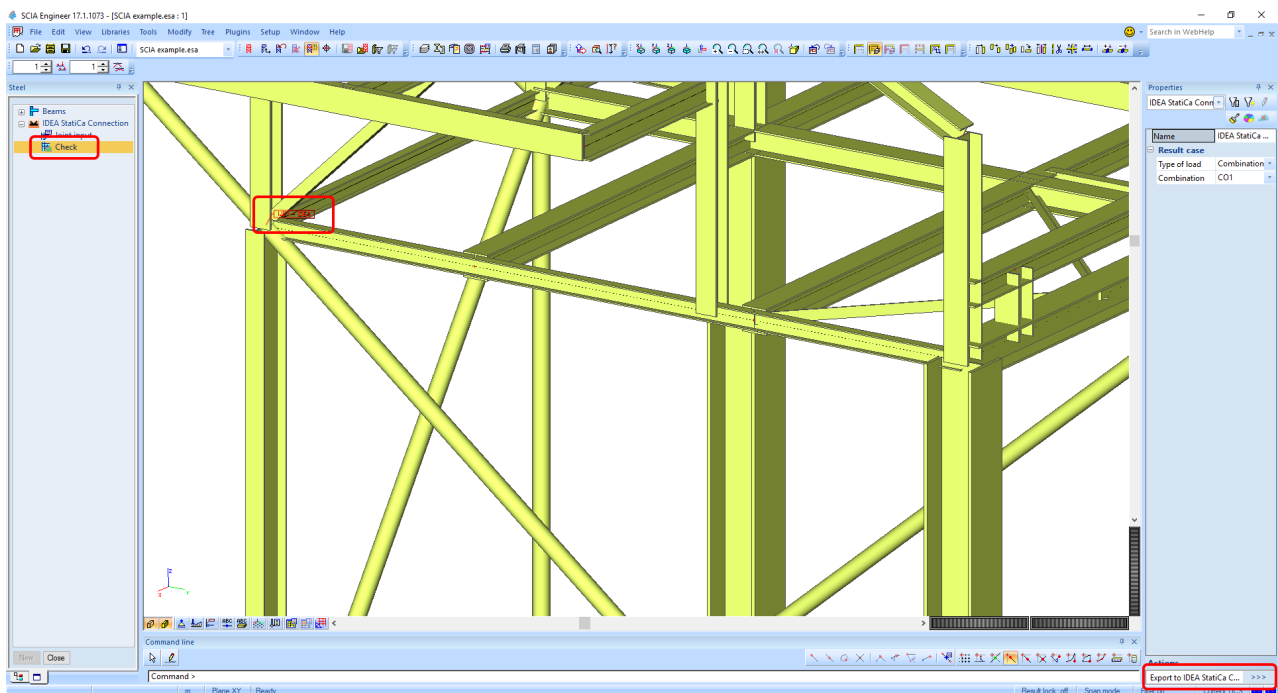 SCIA Engineer 17.1.1073 - [SCIA example.esa : 1]
File Edit View Libraries Tools Modify Tree Plugins Setup Window Help
Search in WebHelp
SCIA example.esa
1 1
Steel
Beams
IDEA StatiCa Connection
Joint input
Check
New Close
Properties
IDEA StatiCa Conn
Name IDEA StatiCa ...
Result case
Type of load Combination
Combination CO1
Actions
Export to IDEA StatiCa C... >>>
z
x
Y
Command line
Command >
m Plane XY Ready Result lock: off Snap mode